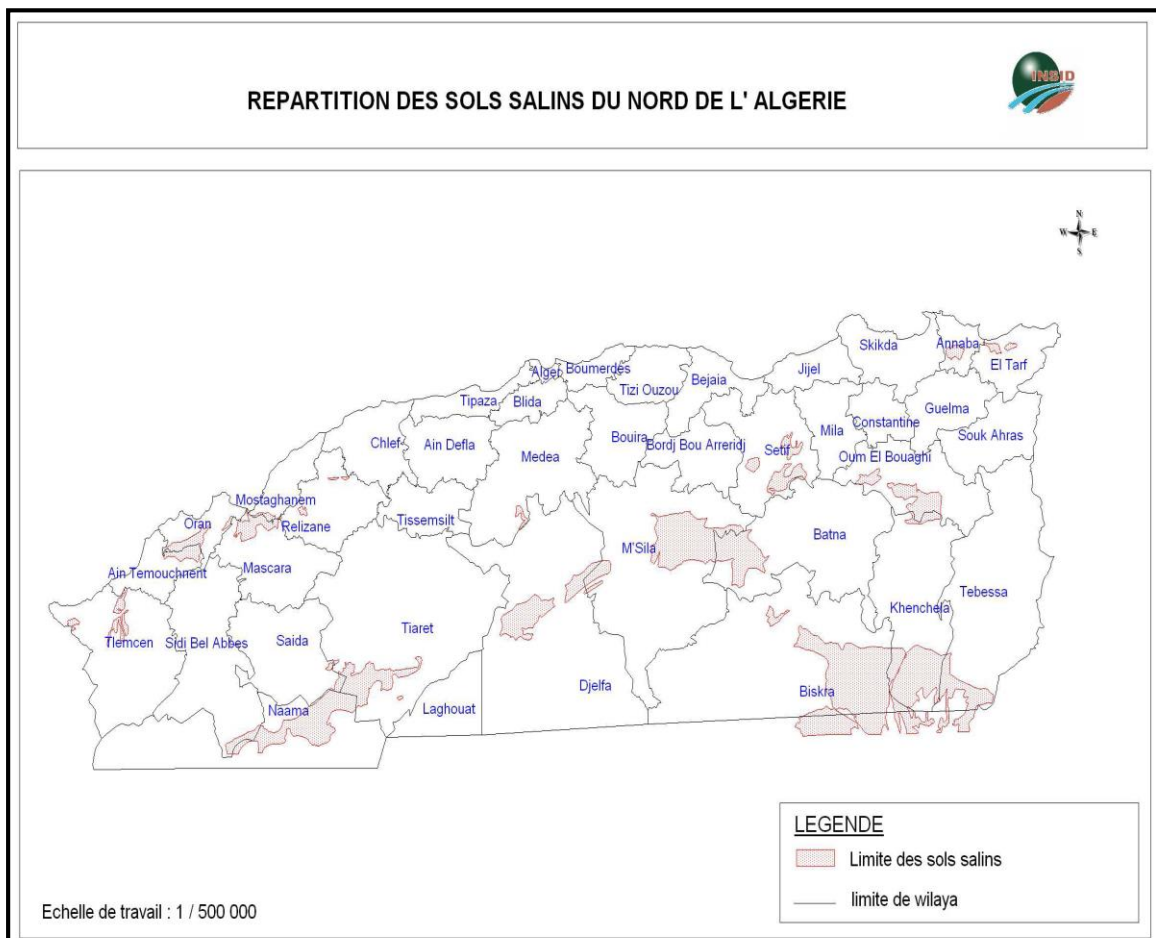 REPARTITION DES SOLS SALINS DU NORD DE L' ALGERIE
INSID
N
W E
S
Skikda
Annaba
El Tarf
Jijel
Alger
Boumerdes
Tizi Ouzou
Bejaia
Tipaza
Blida
Guelma
Constantine
Mila
Souk Ahras
Chlef
Ain Defla
Medea
Bouira
Bordj Bou Arreridj
Setif
Oum El Bouaghi
Mostaghanem
Oran
Relizane
Tissemsilt
M'Sila
Batna
Ain Temouchnent
Mascara
Khenchela
Tebessa
Tlemcen
Sidi Bel Abbes
Saida
Tiaret
Naama
Laghouat
Djelfa
Biskra
LEGENDE
Limite des sols salins
limite de wilaya
Echelle de travail : 1 / 500 000